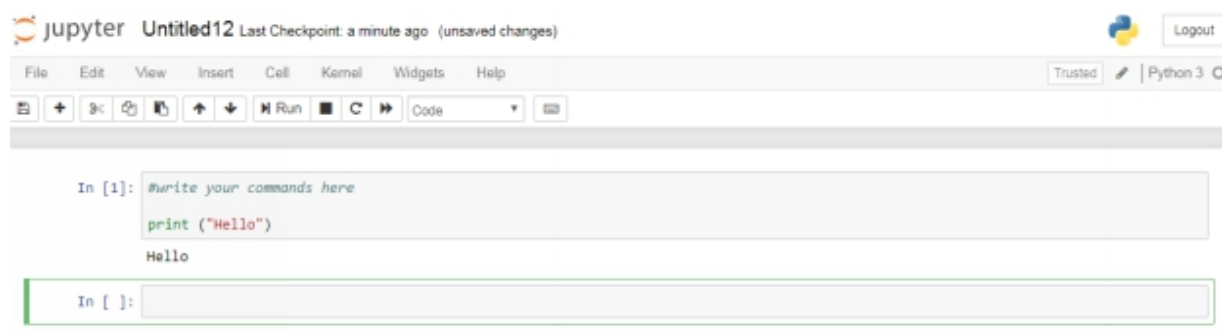 jupyter Untitled12 Last Checkpoint: a minute ago (unsaved changes) Logout
File Edit View Insert Cell Kernel Widgets Help Trusted Python 3
Run Code
In [1]: #write your commands here
print ("Hello")
Hello
In [ ]: